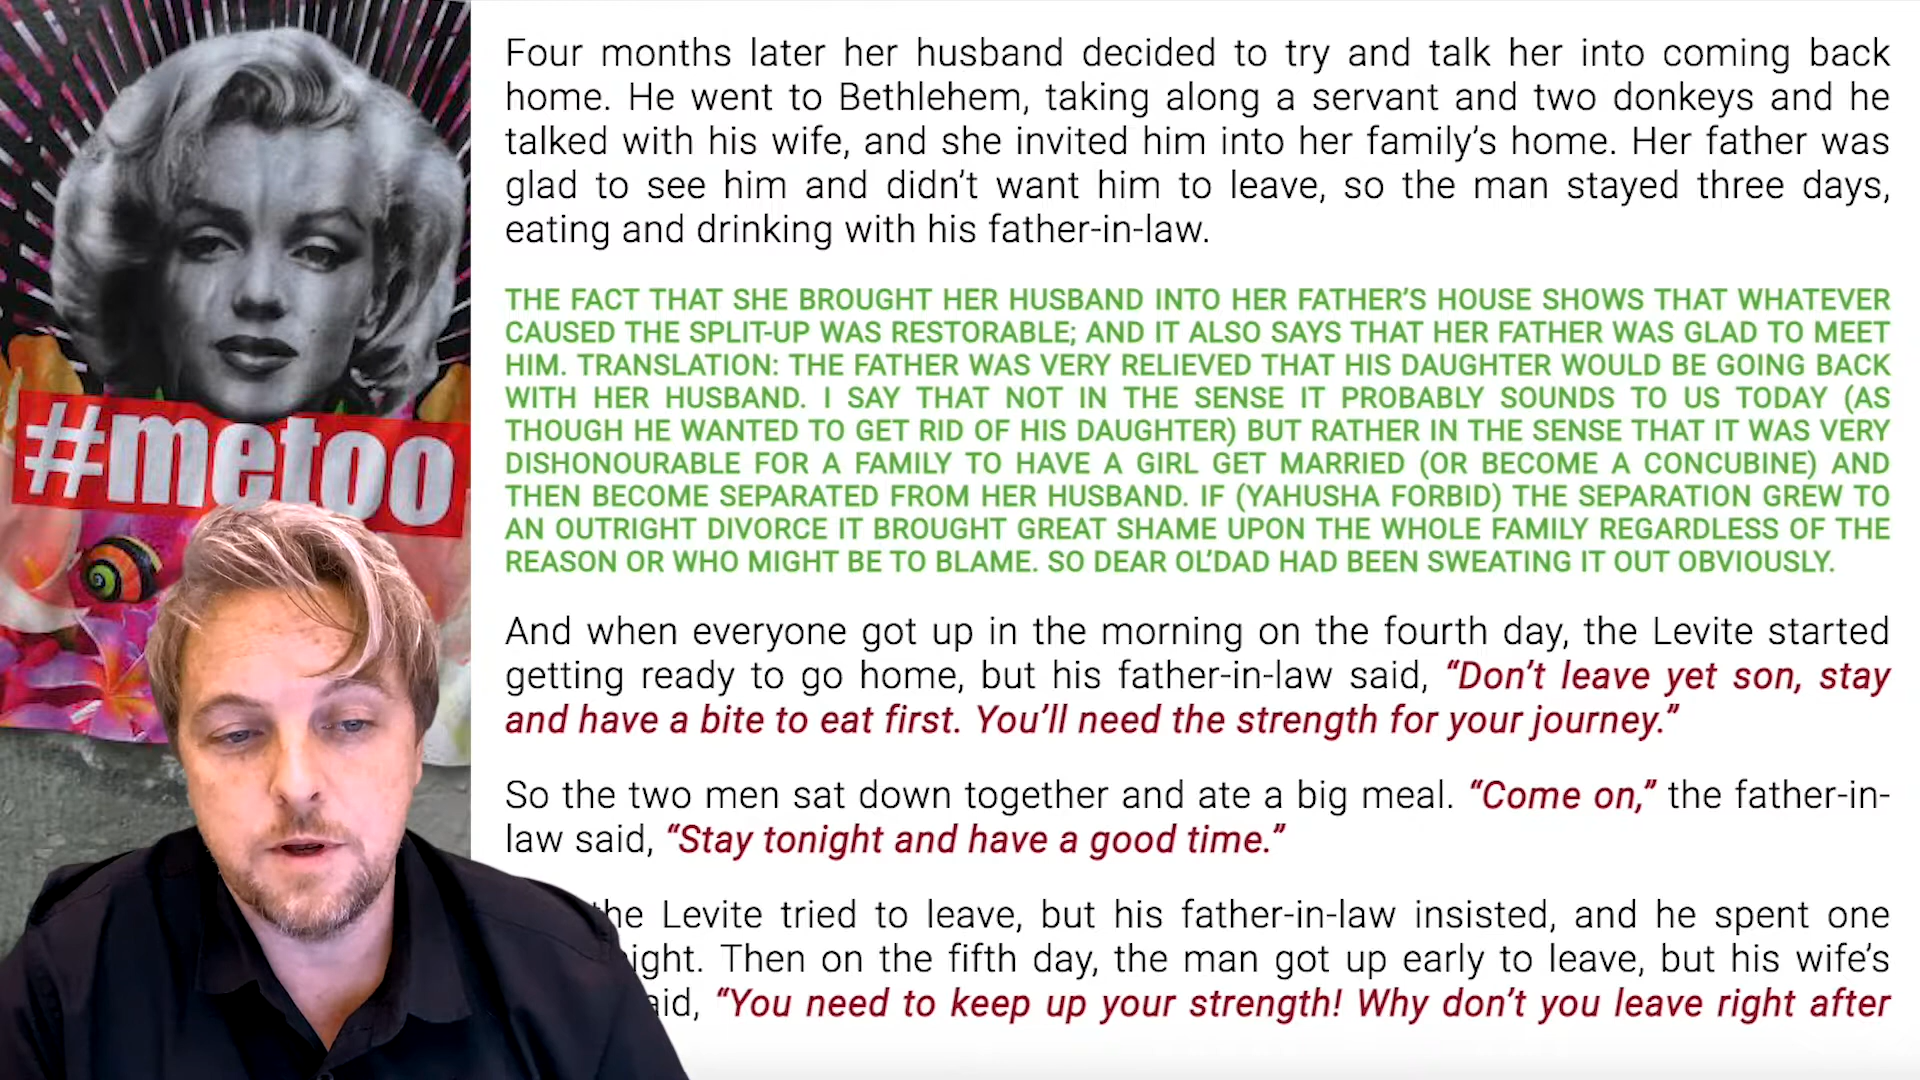 Four months later her husband decided to try and talk her into coming back
home. He went to Bethlehem, taking along a servant and two donkeys and he
talked with his wife, and she invited him into her family’s home. Her father was
glad to see him and didn’t want him to leave, so the man stayed three days,
eating and drinking with his father-in-law.
THE FACT THAT SHE BROUGHT HER HUSBAND INTO HER FATHER’S HOUSE SHOWS THAT WHATEVER
CAUSED THE SPLIT-UP WAS RESTORABLE; AND IT ALSO SAYS THAT HER FATHER WAS GLAD TO MEET
HIM. TRANSLATION: THE FATHER WAS VERY RELIEVED THAT HIS DAUGHTER WOULD BE GOING BACK
WITH HER HUSBAND. I SAY THAT NOT IN THE SENSE IT PROBABLY SOUNDS TO US TODAY (AS
THOUGH HE WANTED TO GET RID OF HIS DAUGHTER) BUT RATHER IN THE SENSE THAT IT WAS VERY
DISHONOURABLE FOR A FAMILY TO HAVE A GIRL GET MARRIED (OR BECOME A CONCUBINE) AND
THEN BECOME SEPARATED FROM HER HUSBAND. IF (YAHUSHA FORBID) THE SEPARATION GREW TO
AN OUTRIGHT DIVORCE IT BROUGHT GREAT SHAME UPON THE WHOLE FAMILY REGARDLESS OF THE
REASON OR WHO MIGHT BE TO BLAME. SO DEAR OL’DAD HAD BEEN SWEATING IT OUT OBVIOUSLY.
And when everyone got up in the morning on the fourth day, the Levite started
getting ready to go home, but his father-in-law said, “Don’t leave yet son, stay
and have a bite to eat first. You’ll need the strength for your journey.”
So the two men sat down together and ate a big meal. “Come on,” the father-in-
law said, “Stay tonight and have a good time.”
the Levite tried to leave, but his father-in-law insisted, and he spent one
Then on the fifth day, the man got up early to leave, but his wife’s
“You need to keep up your strength! Why don’t you leave right after
#metoo